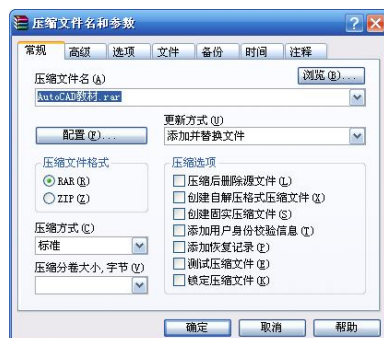 压缩文件名和参数
常规 高级 选项 文件 备份 时间 注释
压缩文件名(A)
浏览(B)...
AutoCAD教材.rar
配置(F)...
更新方式(U)
添加并替换文件
压缩文件格式
RAR(R)
ZIP(Z)
压缩方式(C)
标准
压缩分卷大小,字节(V)
压缩选项
压缩后删除源文件(L)
创建自解压格式压缩文件(X)
创建固实压缩文件(S)
添加用户身份校验信息(T)
添加恢复记录(P)
测试压缩文件(E)
锁定压缩文件(K)
确定 取消 帮助